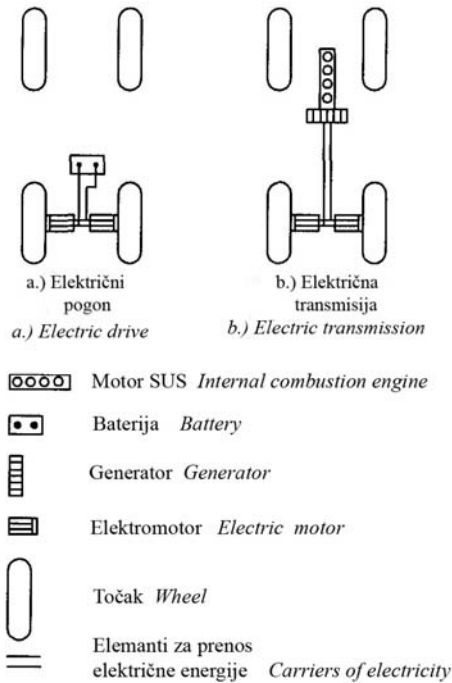 a.) Električni
pogon
a.) Electric drive
b.) Električna
transmisija
b.) Electric transmission
Motor SUS Internal combustion engine
Baterija Battery
Generator Generator
Elektromotor Electric motor
Točak Wheel
Elemanti za prenos
električne energije Carriers of electricity